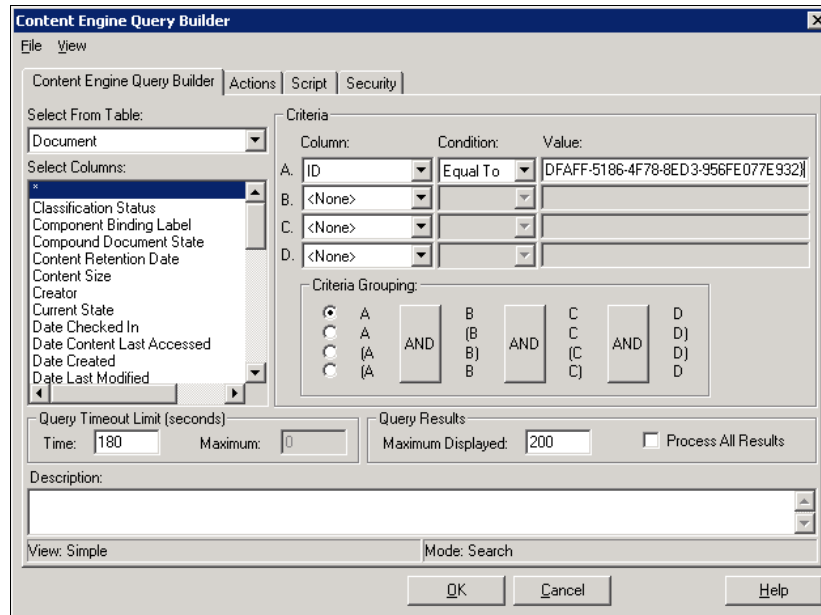 Content Engine Query Builder
File View
Content Engine Query Builder Actions Script Security
Select From Table:
Document
Select Columns:
*
Classification Status
Component Binding Label
Compound Document State
Content Retention Date
Content Size
Creator
Current State
Date Checked In
Date Content Last Accessed
Date Created
Date Last Modified
Criteria
Column: Condition: Value:
A. ID Equal To DFAFF-5186-4F78-8ED3-956FE077E932}
B. <None>
C. <None>
D. <None>
Criteria Grouping:
A B C D
A (B C D)
(A B) (C D)
(A B C) D
AND AND AND
Query Timeout Limit (seconds)
Time: 180 Maximum: 0
Query Results
Maximum Displayed: 200 Process All Results
Description:
View: Simple Mode: Search
OK Cancel Help